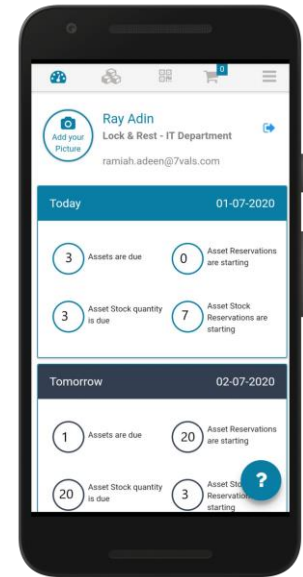 0
Add your
Picture
Ray Adin
Lock & Rest - IT Department
ramiah.adeen@7vals.com
Today 01-07-2020
3 Assets are due
0 Asset Reservations
are starting
3 Asset Stock quantity
is due
7 Asset Stock
Reservations are
starting
Tomorrow 02-07-2020
1 Assets are due
20 Asset Reservations
are starting
20 Asset Stock quantity
is due
3 Asset
starting
?